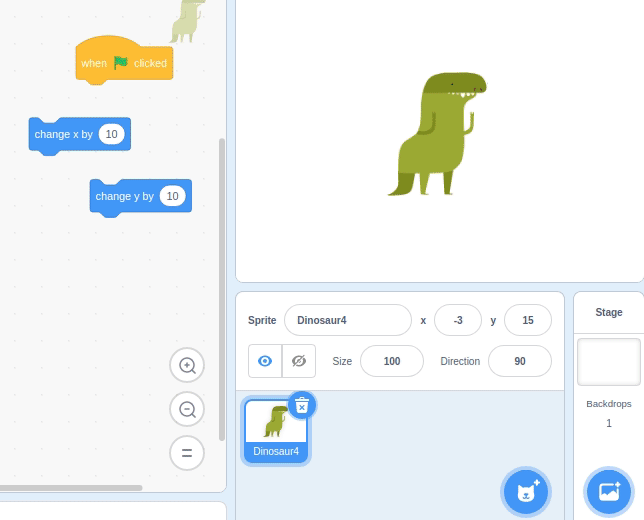 when clicked
change x by 10
change y by 10
Sprite Dinosaur4 x -3 y 15
Size 100 Direction 90
Dinosaur4
Stage
Backdrops
1